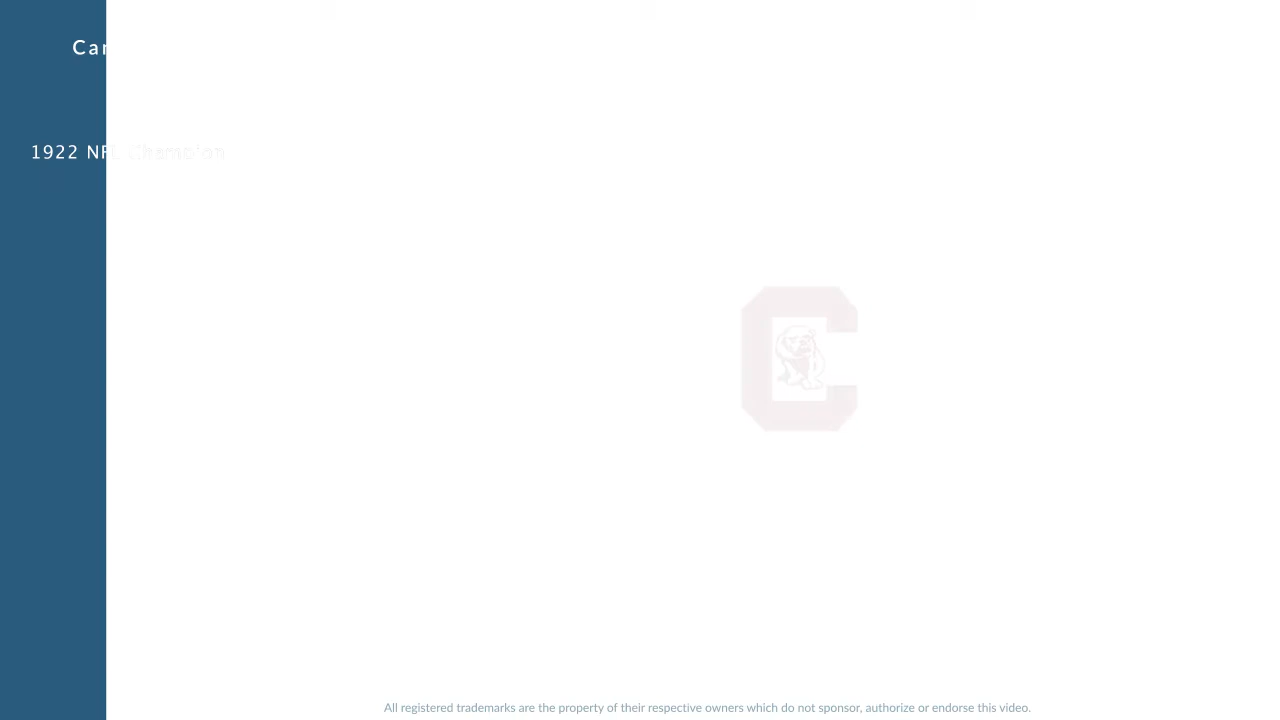 Can
1922 NFL Champion
All registered trademarks are the property of their respective owners which do not sponsor, authorize or endorse this video.